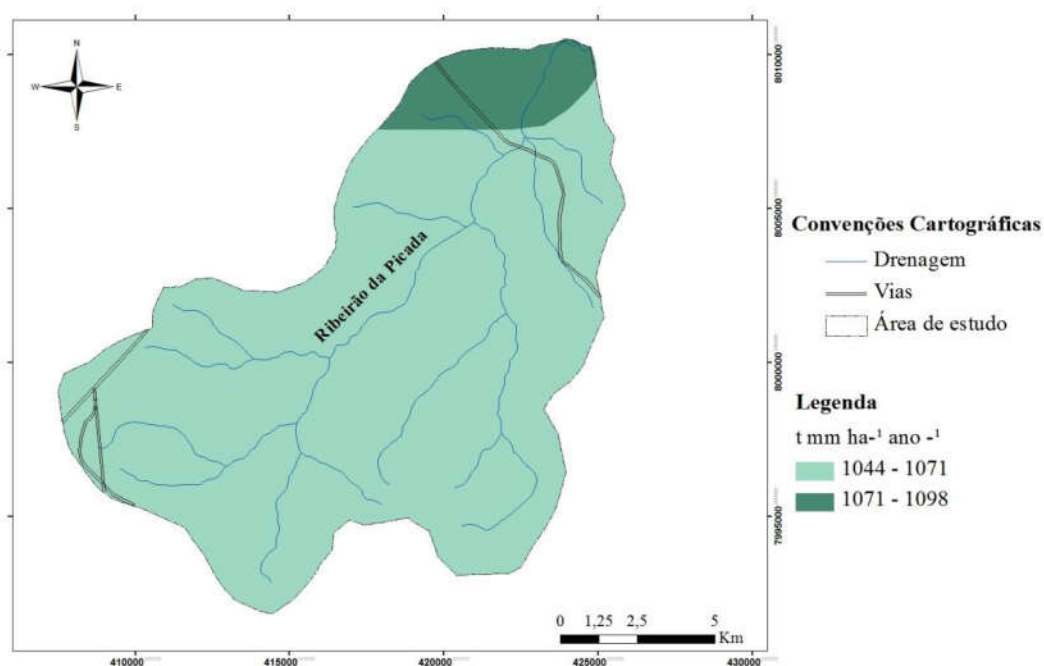 N
W E
S
Ribeirão da Picada
8010000
8005000
8000000
7995000
Convenções Cartográficas
Drenagem
Vias
Área de estudo
Legenda
t mm ha-¹ ano -¹
1044 - 1071
1071 - 1098
0 1,25 2,5 5
Km
410000 415000 420000 425000 430000